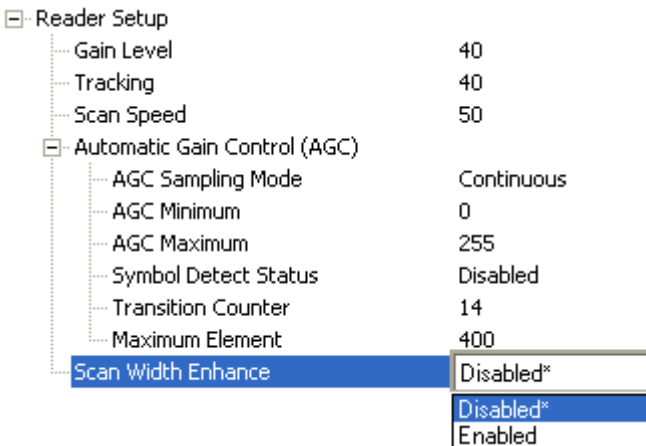 Reader Setup
Gain Level 40
Tracking 40
Scan Speed 50
Automatic Gain Control (AGC)
AGC Sampling Mode Continuous
AGC Minimum 0
AGC Maximum 255
Symbol Detect Status Disabled
Transition Counter 14
Maximum Element 400
Scan Width Enhance Disabled*
Disabled*
Enabled